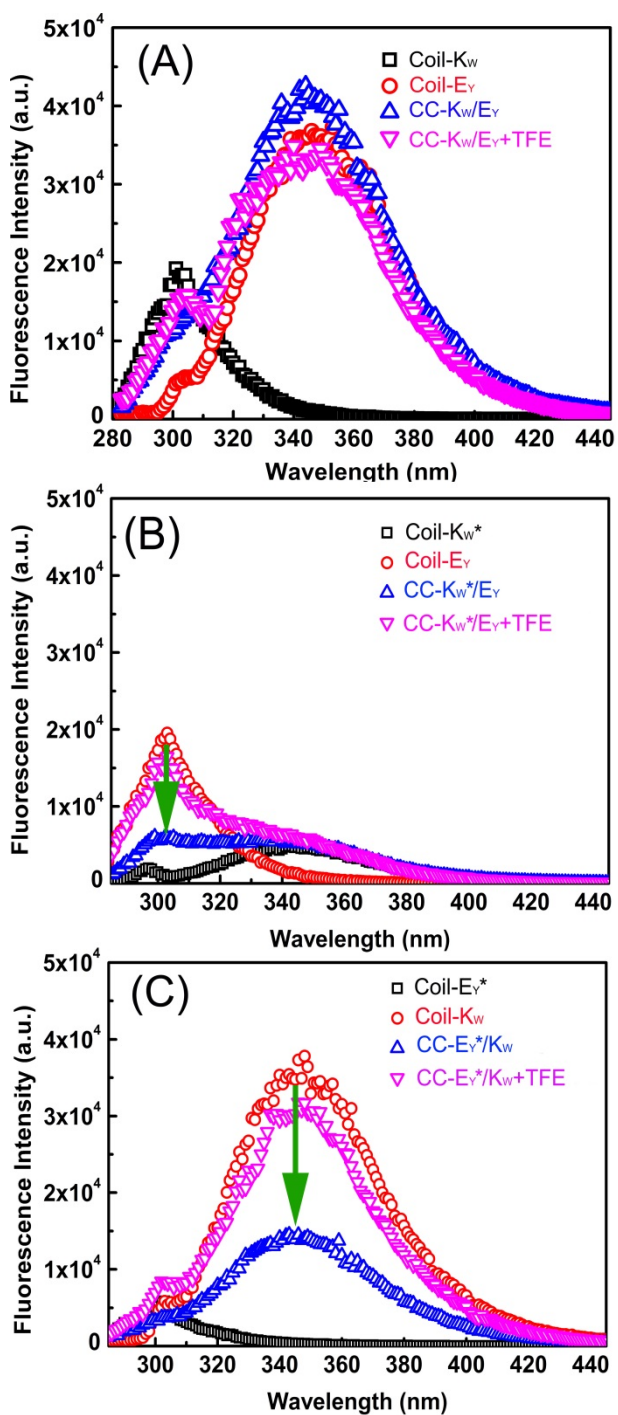 (A)
Coil-KW
Coil-EY
CC-KW/EY
CC-KW/EY+TFE
Fluorescence Intensity (a.u.)
5x10⁴
4x10⁴
3x10⁴
2x10⁴
1x10⁴
0
280 300 320 340 360 380 400 420 440
Wavelength (nm)
(B)
Coil-KW*
Coil-EY
CC-KW*/EY
CC-KW*/EY+TFE
Fluorescence Intensity (a.u.)
5x10⁴
4x10⁴
3x10⁴
2x10⁴
1x10⁴
0
300 320 340 360 380 400 420 440
Wavelength (nm)
(C)
Coil-EY*
Coil-KW
CC-EY*/KW
CC-EY*/KW+TFE
Fluorescence Intensity (a.u.)
5x10⁴
4x10⁴
3x10⁴
2x10⁴
1x10⁴
0
300 320 340 360 380 400 420 440
Wavelength (nm)